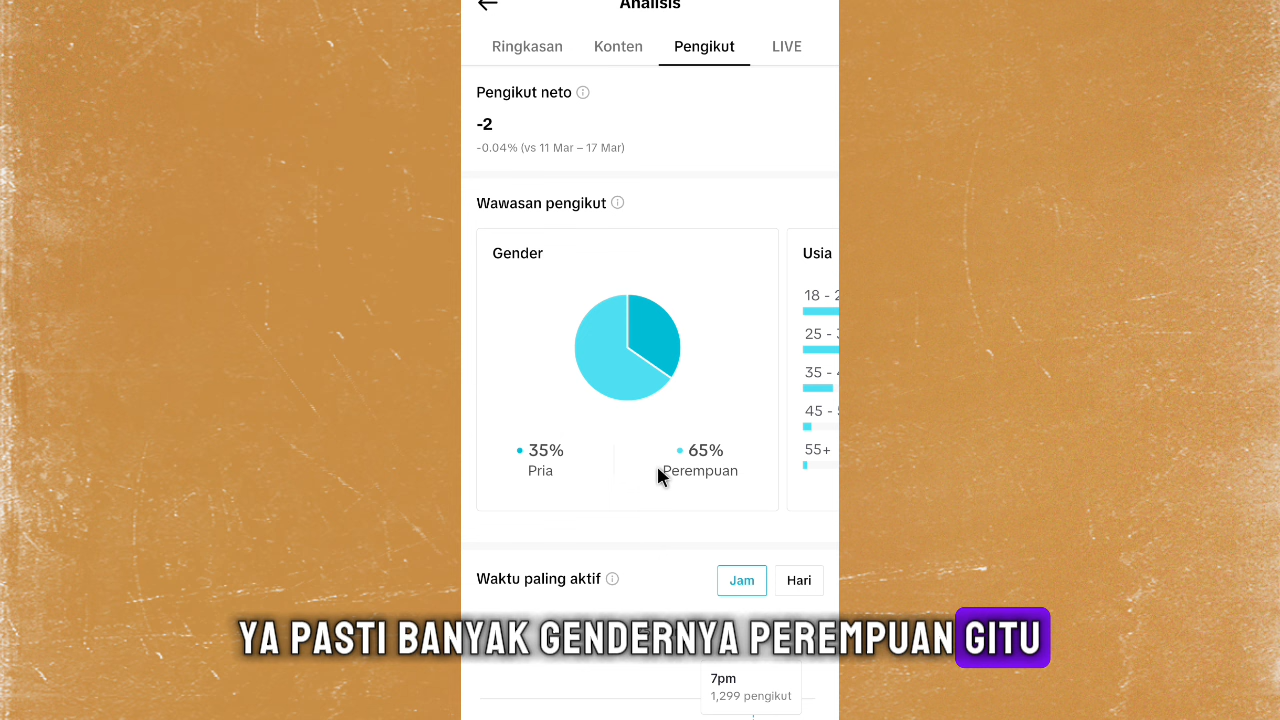 Analisis
Ringkasan Konten Pengikut LIVE
Pengikut neto
-2
-0.04% (vs 11 Mar – 17 Mar)
Wawasan pengikut
Gender
35%
Pria
65%
Perempuan
Usia
18 - 2
25 -
35 -
45 -
55+
Waktu paling aktif
Jam
Hari
YA PASTI BANYAK GENDERNYA PEREMPUAN GITU
7pm
1,299 pengikut